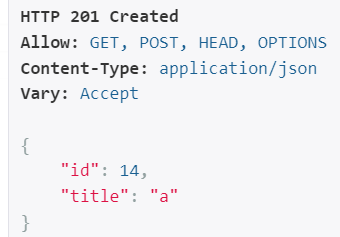 HTTP 201 Created
Allow: GET, POST, HEAD, OPTIONS
Content-Type: application/json
Vary: Accept
{
    "id": 14,
    "title": "a"
}